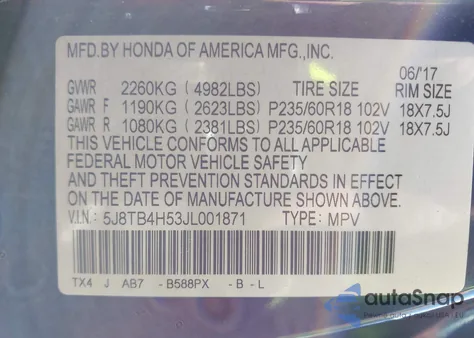 MFD.BY HONDA OF AMERICA MFG.,INC.
06/'17
GVWR 2260KG (4982LBS) TIRE SIZE RIM SIZE
GAWR F 1190KG (2623LBS) P235/60R18 102V 18X7.5J
GAWR R 1080KG (2381LBS) P235/60R18 102V 18X7.5J
THIS VEHICLE CONFORMS TO ALL APPLICABLE
FEDERAL MOTOR VEHICLE SAFETY
AND THEFT PREVENTION STANDARDS IN EFFECT
ON THE DATE OF MANUFACTURE SHOWN ABOVE.
V.I.N.: 5J8TB4H53JL001871 TYPE: MPV
TX4 J AB7 -B588PX -B-L
autoSnap